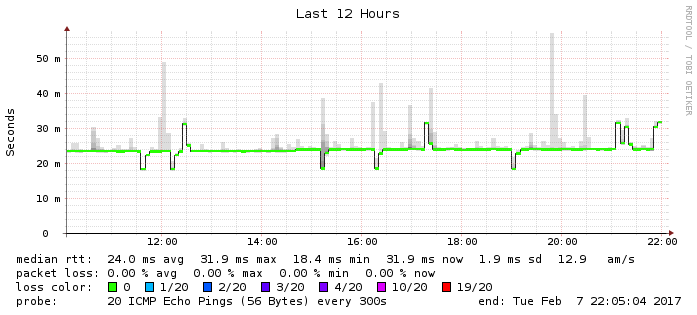 Last 12 Hours
RRDTOOL / TOBI OETIKER
Seconds
50 m
40 m
30 m
20 m
10 m
0
12:00 14:00 16:00 18:00 20:00 22:00
median rtt: 24.0 ms avg 31.9 ms max 18.4 ms min 31.9 ms now 1.9 ms sd 12.9 am/s
packet loss: 0.00 % avg 0.00 % max 0.00 % min 0.00 % now
loss color: 0 1/20 2/20 3/20 4/20 10/20 19/20
probe: 20 ICMP Echo Pings (56 Bytes) every 300s end: Tue Feb 7 22:05:04 2017